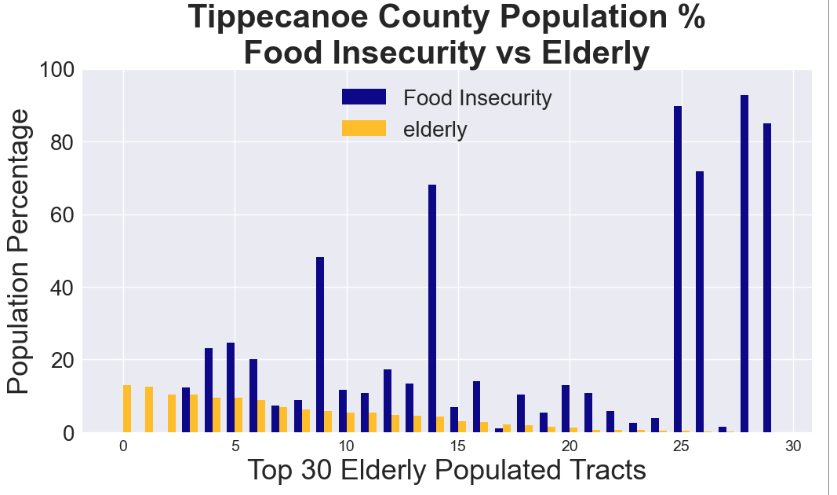 Tippecanoe County Population %
Food Insecurity vs Elderly
Food Insecurity
elderly
Population Percentage
100
80
60
40
20
0
0 5 10 15 20 25 30
Top 30 Elderly Populated Tracts